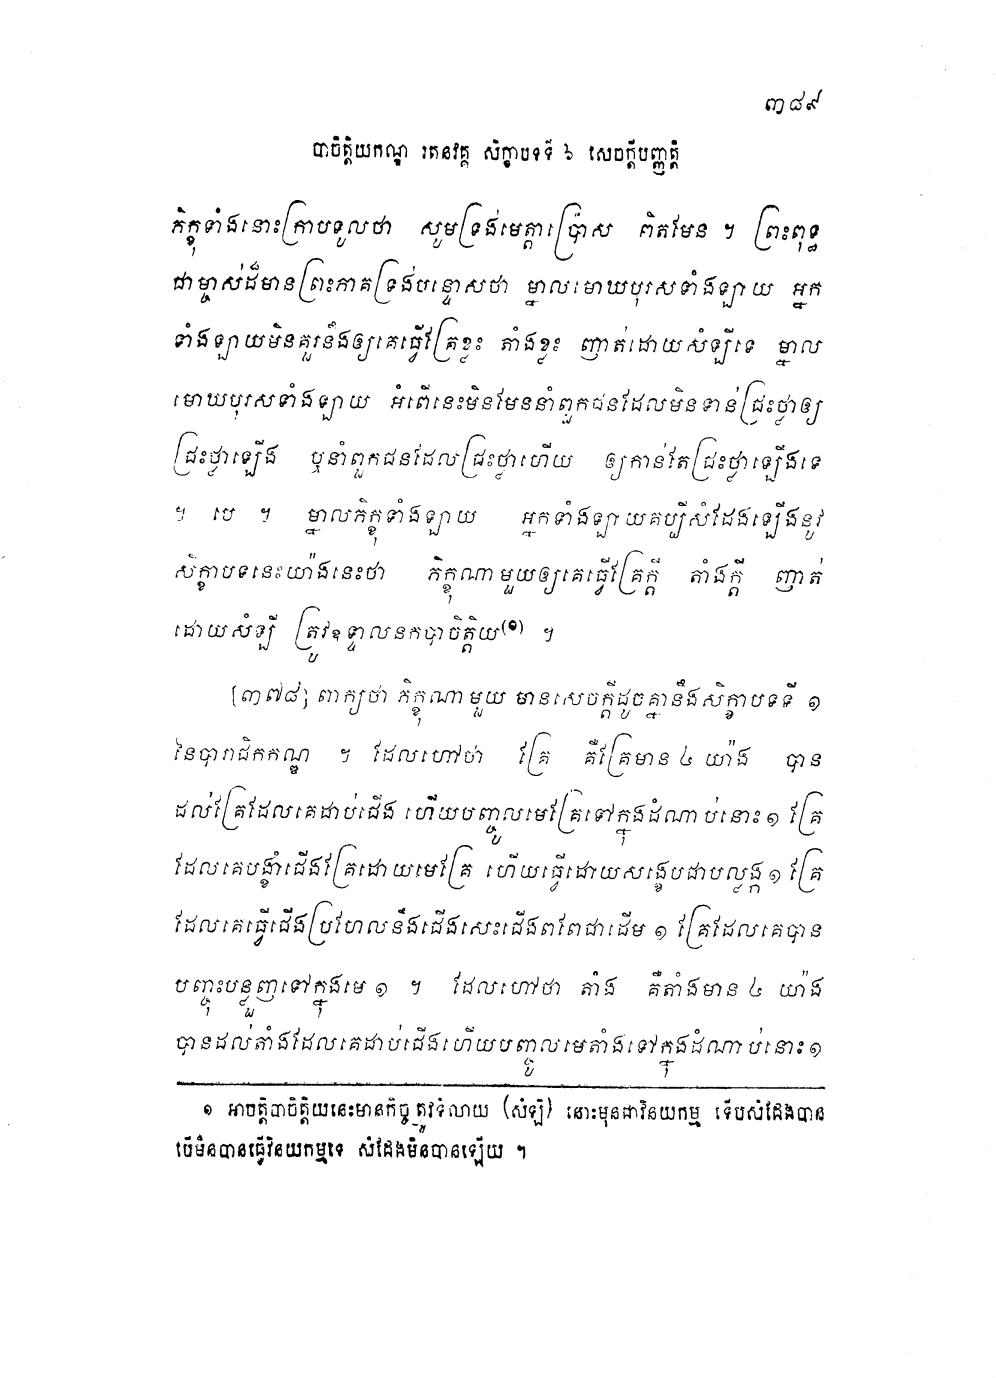 ៣៨៩
បាចិត្តិយកណ្ឌ រតនវគ្គ សិក្ខាបទទី ៦ សេចក្តីបញ្ញត្តិ
ភិក្ខុទាំងនោះក្រាបទូលថា សូមទ្រង់មេត្តាប្រោស ពិតមែន ។ ព្រះពុទ្ធ
ជាម្ចាស់ដ៏មានព្រះភាគទ្រង់បន្ទោសថា ម្នាលមោឃបុរសទាំងឡាយ អ្នក
ទាំងឡាយមិនគួរនឹងឲ្យគេធ្វើគ្រែខ្លះ តាំងខ្លះ ញាត់ដោយសំឡីទេ ម្នាល
មោឃបុរសទាំងឡាយ អំពើនេះមិនមែននាំពួកជនដែលមិនទាន់ជ្រះថ្លាឲ្យ
ជ្រះថ្លាឡើង ឬនាំពួកជនដែលជ្រះថ្លាហើយ ឲ្យកាន់តែជ្រះថ្លាឡើងទេ
។ បេ ។ ម្នាលភិក្ខុទាំងឡាយ អ្នកទាំងឡាយគប្បីសំដែងឡើងនូវ
សិក្ខាបទនេះយ៉ាងនេះថា ភិក្ខុណាមួយឲ្យគេធ្វើគ្រែក្តី តាំងក្តី ញាត់
ដោយសំឡី ត្រូវឧទ្ទាលនកបាចិត្តិយ(១) ។
[៣៧៨] ពាក្យថា ភិក្ខុណាមួយ មានសេចក្តីដូចគ្នានឹងសិក្ខាបទទី ១
នៃបារាជិកកណ្ឌ ។ ដែលហៅថា គ្រែ គឺគ្រែមាន ៤ យ៉ាង បាន
ដល់គ្រែដែលគេដាប់ជើង ហើយបញ្ចូលមេគ្រែទៅក្នុងដំណាប់នោះ ១ គ្រែ
ដែលគេបង្ខាំជើងគ្រែដោយមេគ្រែ ហើយធ្វើដោយសង្ខេបជាបល្លង្ក ១ គ្រែ
ដែលគេធ្វើជើងប្រហែលនឹងជើងសេះជើងពពែជាដើម ១ គ្រែដែលគេបាន
បញ្ចុះបន្ទួញទៅក្នុងមេ ១ ។ ដែលហៅថា តាំង គឺតាំងមាន ៤ យ៉ាង
បានដល់តាំងដែលគេដាប់ជើងហើយបញ្ចូលមេតាំងទៅក្នុងដំណាប់នោះ ១
១ អាបត្តិបាចិត្តិយនេះមានកិច្ច ត្រូវទំលាយ (សំឡី) នោះមុនជាវិនយកម្ម ទើបសំដែងបាន
បើមិនបានធ្វើវិនយកម្មទេ សំដែងមិនបានឡើយ ។